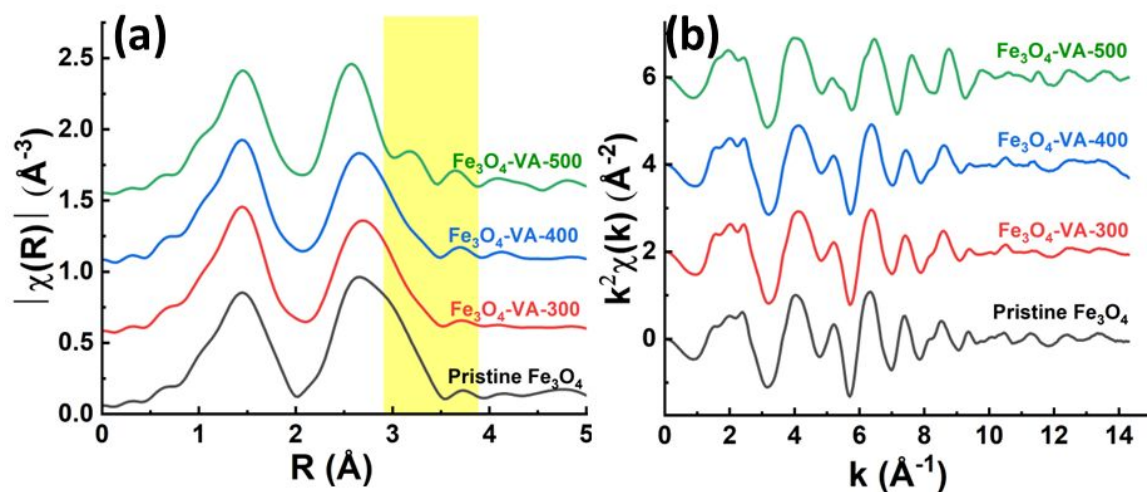 (a)
|χ(R)| (Å⁻³)
2.5
2.0
1.5
1.0
0.5
0.0
Fe₃O₄-VA-500
Fe₃O₄-VA-400
Fe₃O₄-VA-300
Pristine Fe₃O₄
0 1 2 3 4 5
R (Å)
(b)
k²χ(k) (Å⁻²)
6
4
2
0
Fe₃O₄-VA-500
Fe₃O₄-VA-400
Fe₃O₄-VA-300
Pristine Fe₃O₄
0 2 4 6 8 10 12 14
k (Å⁻¹)